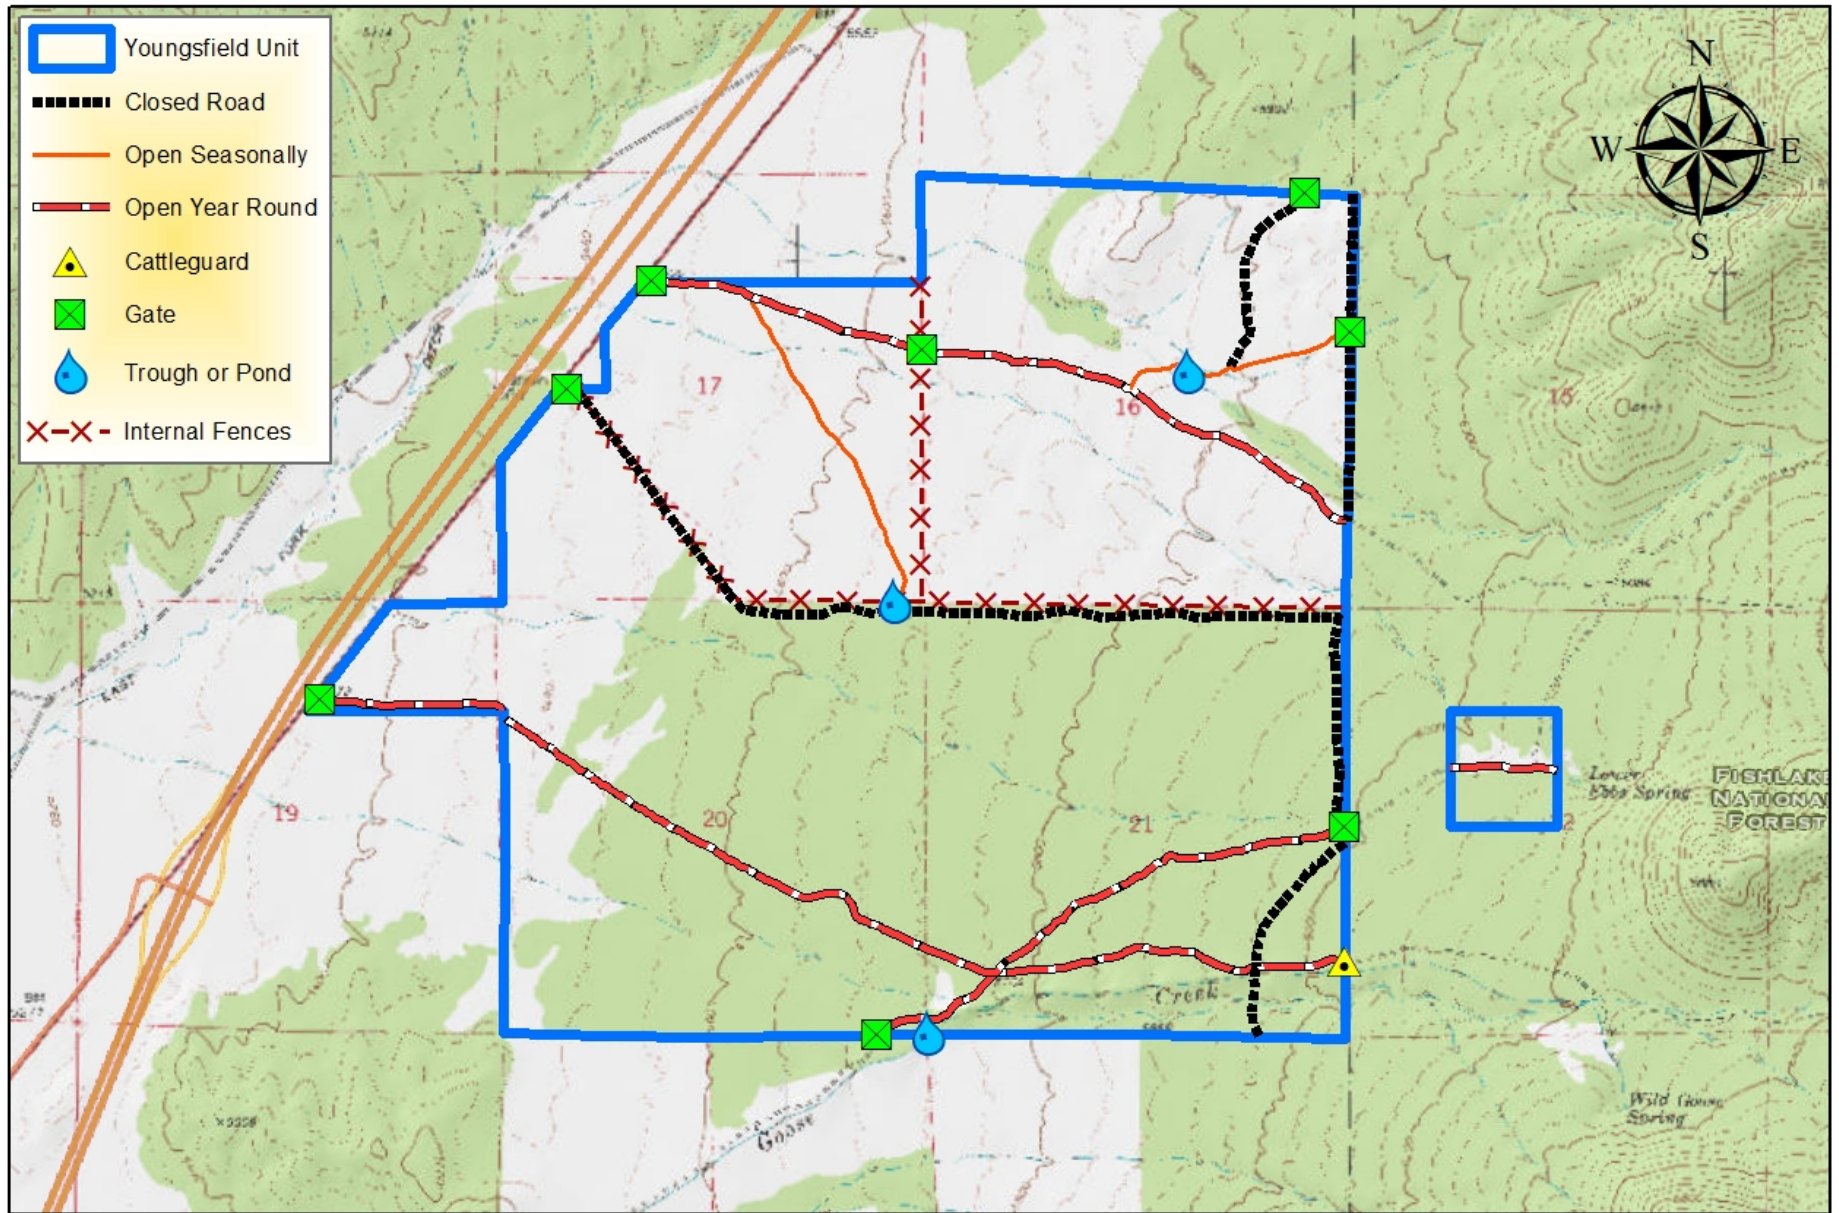 Youngsfield Unit
Closed Road
Open Seasonally
Open Year Round
Cattleguard
Gate
Trough or Pond
Internal Fences
N
W E
S
17
16
15
19
20
21
FISHLAKE
NATIONAL
FOREST
Creek
Goose
Spring
Wild Goose
Spring
EAST